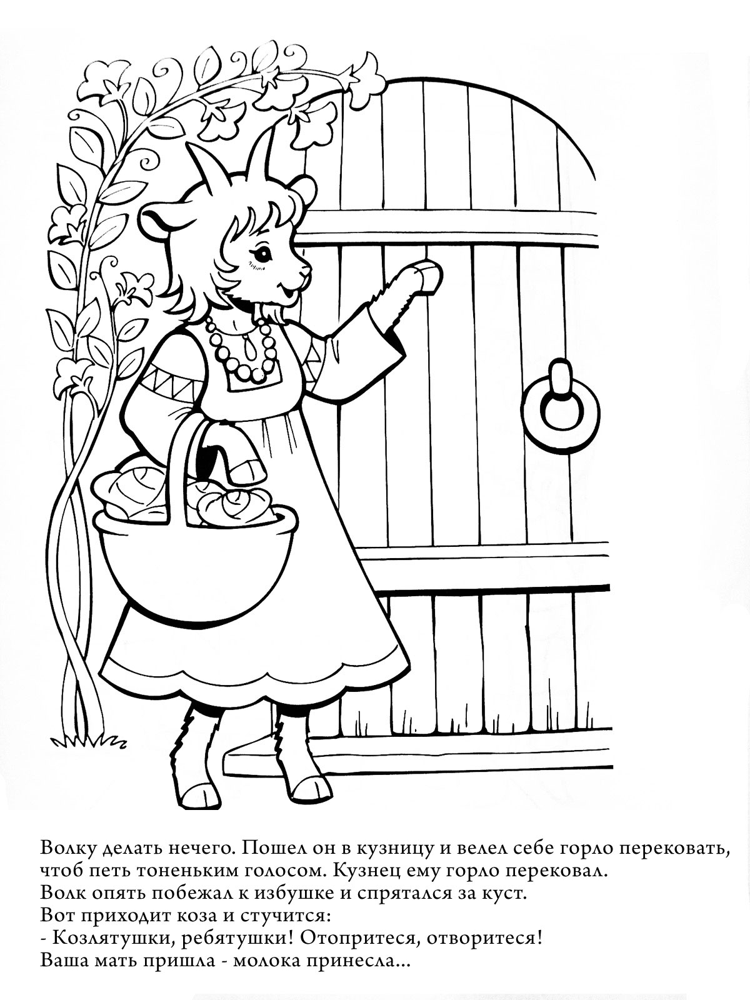 Волку делать нечего. Пошел он в кузницу и велел себе горло перековать,
чтоб петь тоненьким голосом. Кузнец ему горло перековал.
Волк опять побежал к избушке и спрятался за куст.
Вот приходит коза и стучится:
- Козлятушки, ребятушки! Отопритеся, отворитеся!
Ваша мать пришла - молока принесла...